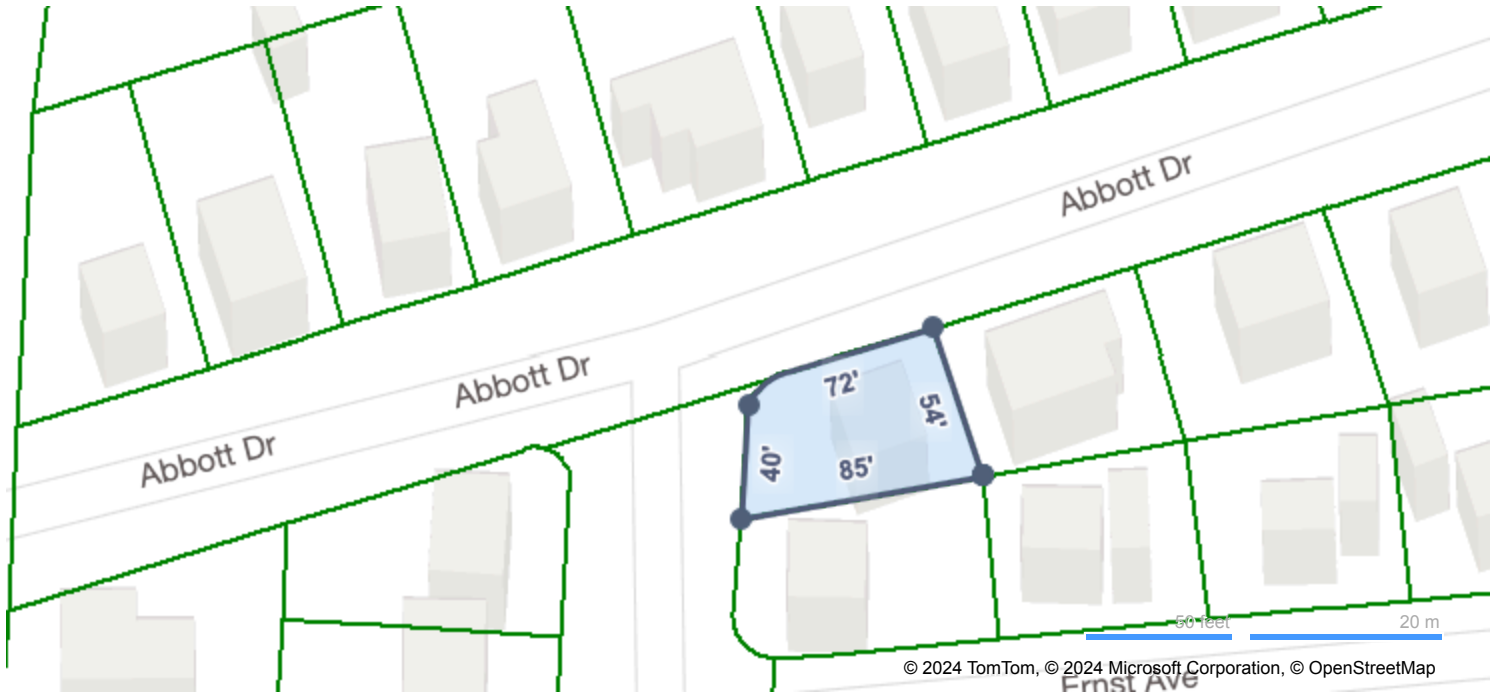 Abbott Dr
Abbott Dr
Abbott Dr
72'
54'
40'
85'
50 feet
20 m
© 2024 TomTom, © 2024 Microsoft Corporation, © OpenStreetMap
Ernst Ave